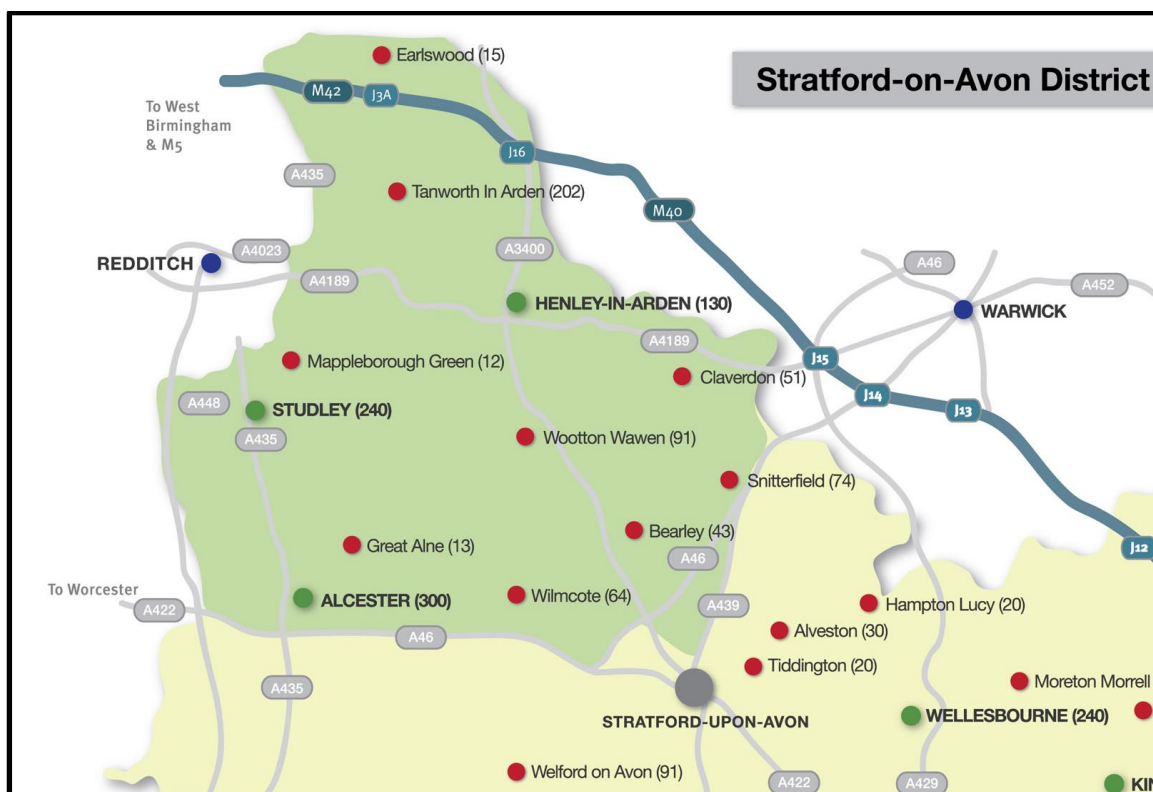 Earlswood (15)
Stratford-on-Avon District
M42
J3A
To West
Birmingham
& M5
J16
A435
Tanworth In Arden (202)
M40
A4023
A3400
A46
REDDITCH
A4189
A452
HENLEY-IN-ARDEN (130)
WARWICK
A4189
J15
Mappleborough Green (12)
Claverdon (51)
J14
A448
STUDLEY (240)
J13
A435
Wootton Wawen (91)
Snitterfield (74)
Bearley (43)
Great Alne (13)
J12
A46
To Worcester
Wilmcote (64)
ALCESTER (300)
A422
A439
Hampton Lucy (20)
A46
Alveston (30)
Tiddington (20)
A435
Moreton Morrell
STRATFORD-UPON-AVON
WELLESBOURNE (240)
Welford on Avon (91)
A422
A429
KIN